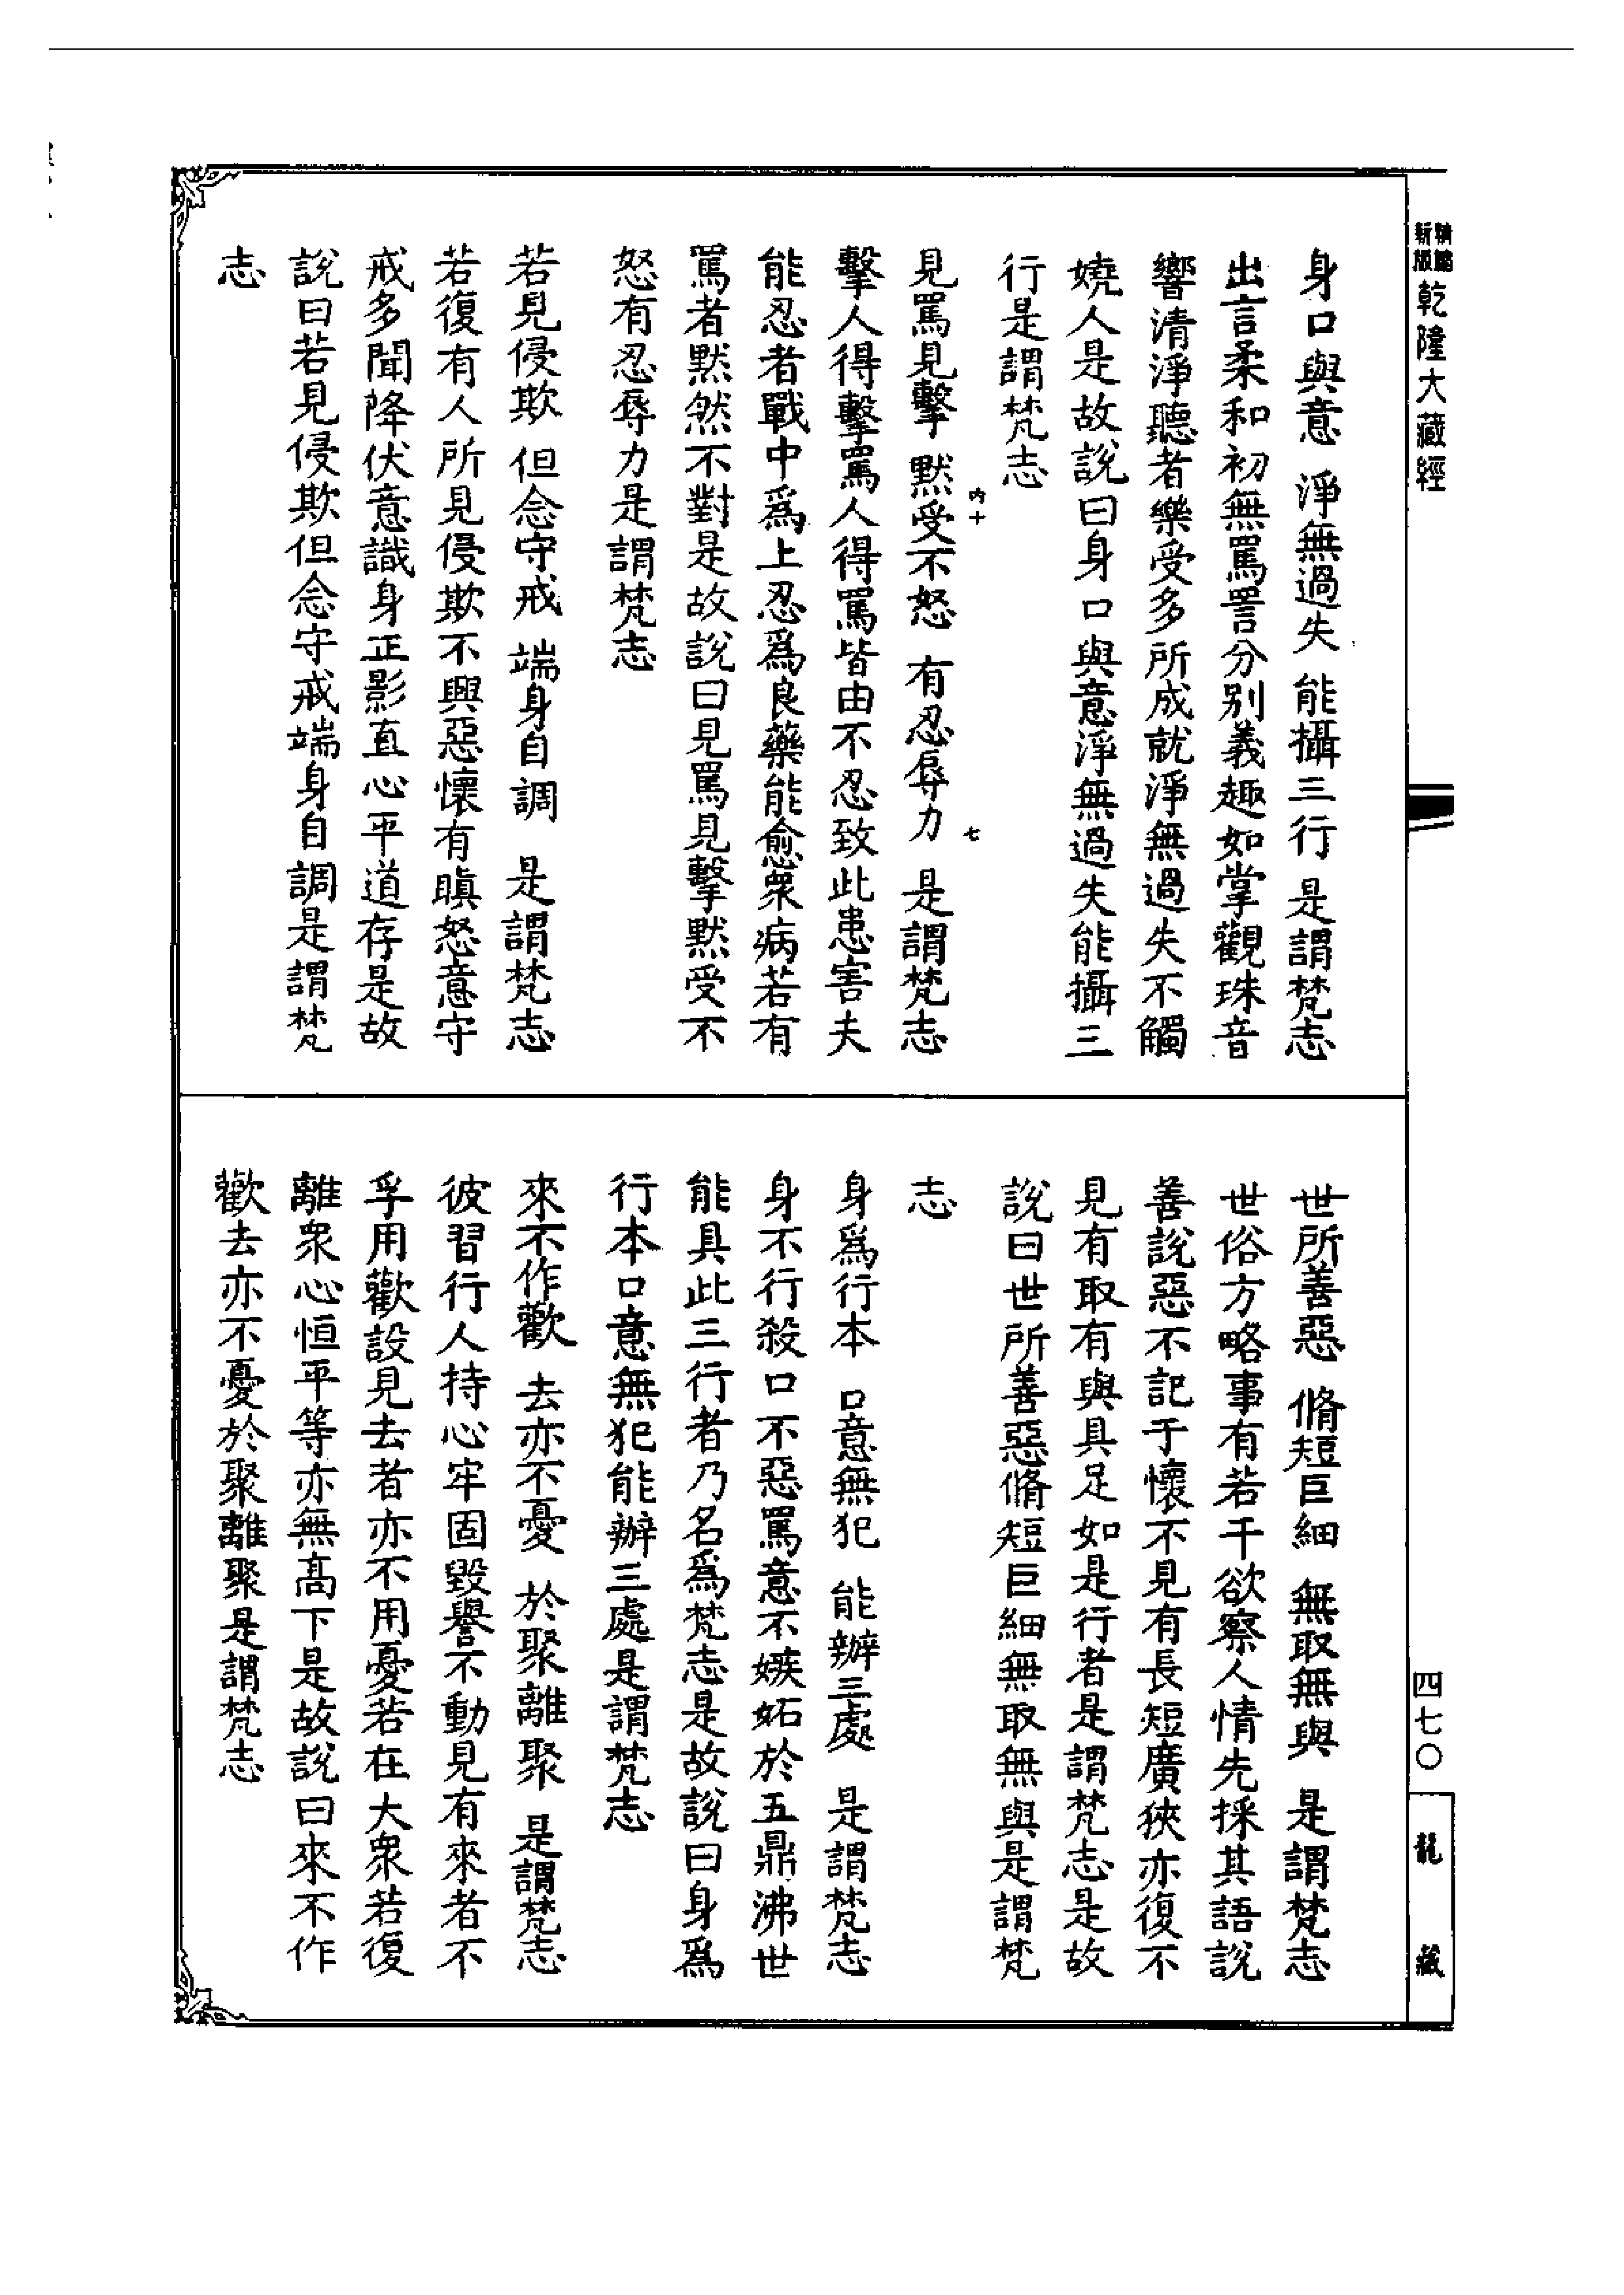 新版
精編
乾隆大藏經
身口與意 淨無過失 能攝三行 是謂梵志
出言柔和初無罵詈分別義趣如掌觀珠音
響清淨聽者樂受多所成就淨無過失不觸
嬈人是故說曰身口與意淨無過失能攝三
行是謂梵志
內十
七
見罵見擊 默受不怒 有忍辱力 是謂梵志
擊人得擊罵人得罵皆由不忍致此患害夫
能忍者戰中爲上忍爲良藥能愈衆病若有
罵者默然不對是故說曰見罵見擊默受不
怒有忍辱力是謂梵志
若見侵欺 但念守戒 端身自調 是謂梵志
若復有人所見侵欺不興惡懷有瞋怒意守
戒多聞降伏意識身正影直心平道存是故
說曰若見侵欺但念守戒端身自調是謂梵
志
世所善惡 脩短巨細 無取無與 是謂梵志
世俗方略事有若干欲察人情先採其語說
善說惡不記于懷不見有長短廣狹亦復不
見有取有與具足如是行者是謂梵志是故
說曰世所善惡脩短巨細無取無與是謂梵
志
身爲行本 口意無犯 能辦三處 是謂梵志
身不行殺口不惡罵意不嫉妬於五鼎沸世
能具此三行者乃名爲梵志是故說曰身爲
行本口意無犯能辦三處是謂梵志
來不作歡 去亦不憂 於聚離聚 是謂梵志
彼習行人持心牢固毀譽不動見有來者不
孚用歡設見去者亦不用憂若在大衆若復
離衆心恒平等亦無高下是故說曰來不作
歡去亦不憂於聚離聚是謂梵志
四七〇
龍藏